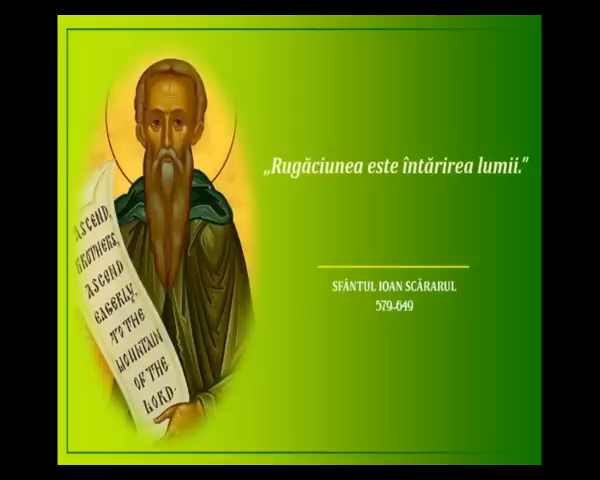 ASCEND,
BROTHERS,
ASCEND
EAGERLY,
TO THE
MOUNTAIN
OF THE
LORD.
„Rugăciunea este întărirea lumii.”
SFÂNTUL IOAN SCĂRARUL
579-649